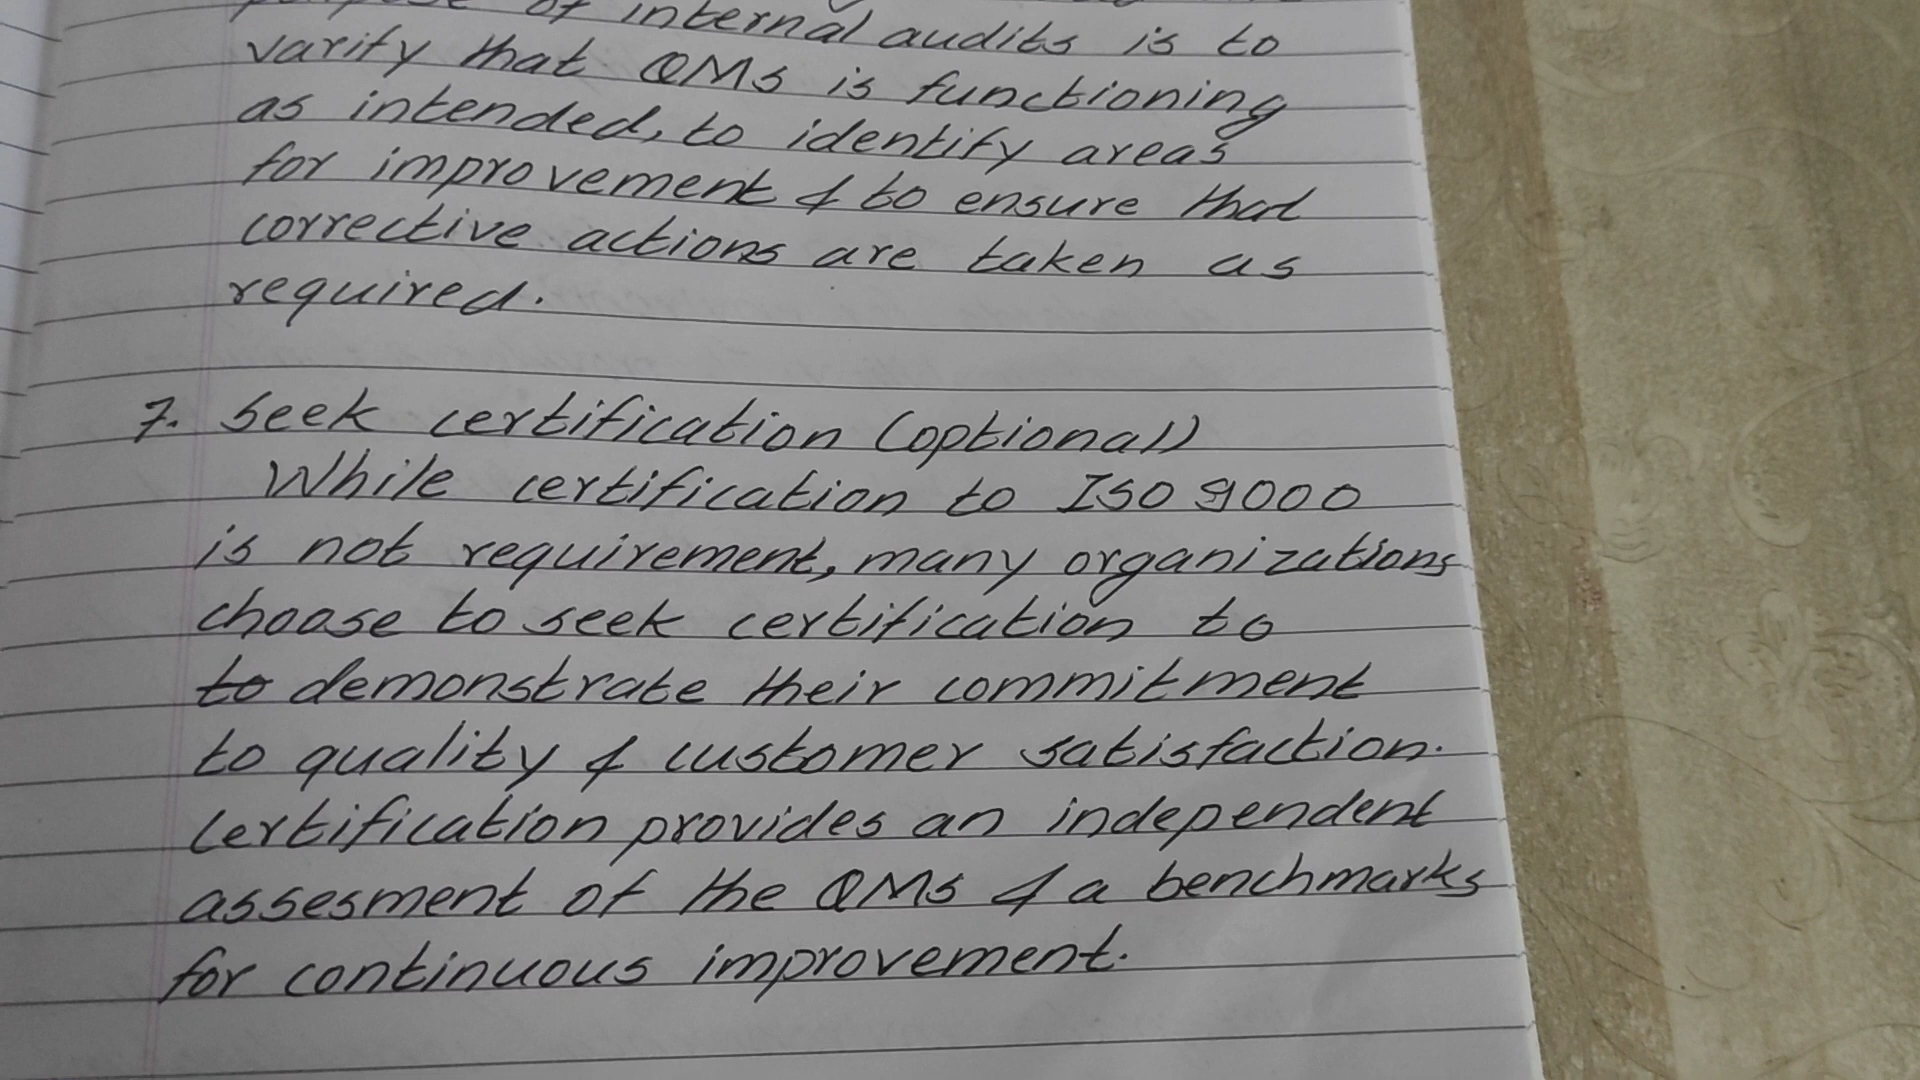 purpose of internal audits is to
varify that QMS is functioning
as intended, to identify areas
for improvement & to ensure that
corrective actions are taken as
required.
7. Seek certification (optional)
While certification to ISO 9000
is not requirement, many organizations
choose to seek certification to
to demonstrate their commitment
to quality & customer satisfaction.
Certification provides an independent
assesment of the QMS & a benchmarks
for continuous improvement.